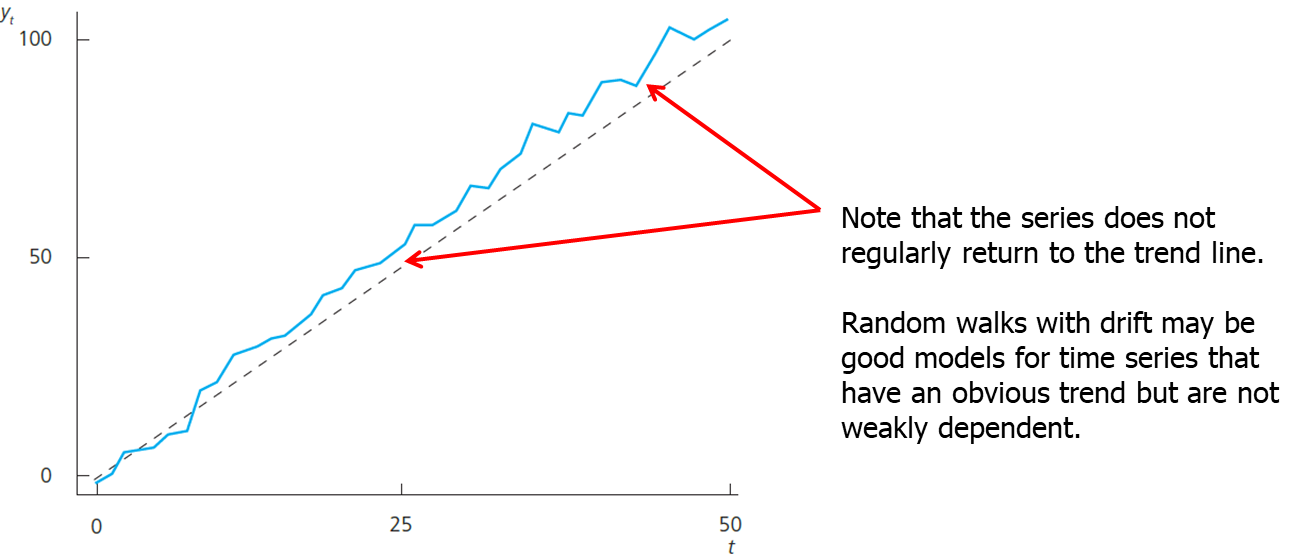 yt
100
50
0
0
25
50
t
Note that the series does not
regularly return to the trend line.
Random walks with drift may be
good models for time series that
have an obvious trend but are not
weakly dependent.